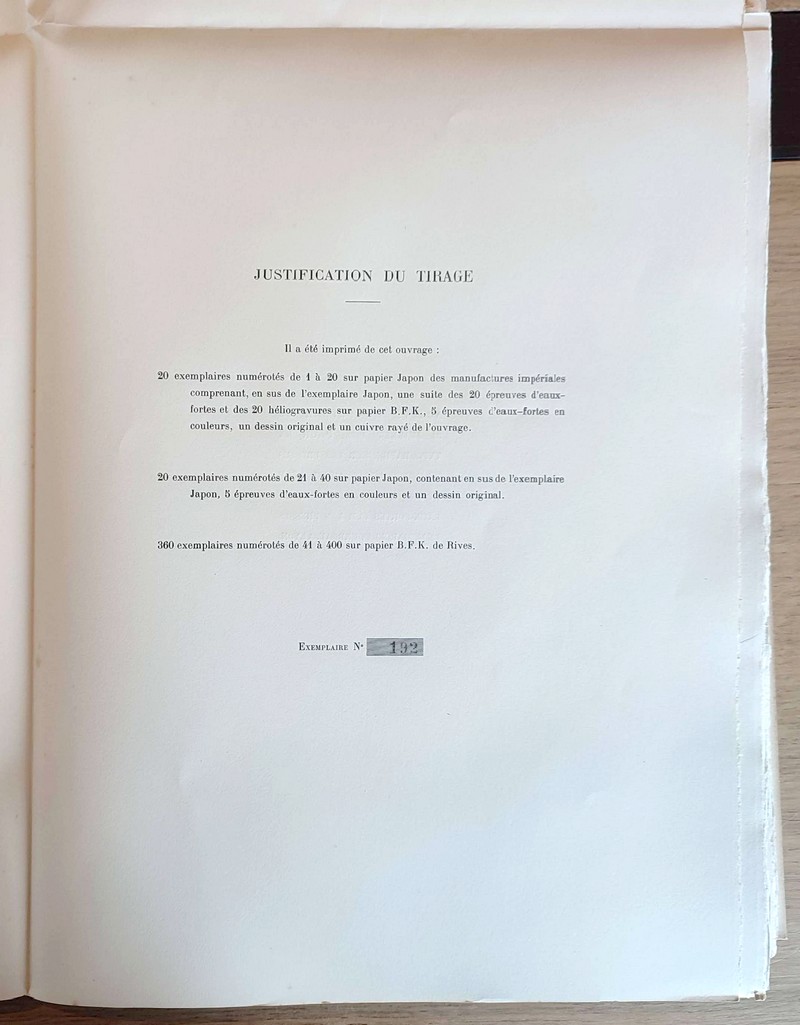 JUSTIFICATION DU TIRAGE
Il a été imprimé de cet ouvrage :
20 exemplaires numérotés de 1 à 20 sur papier Japon des manufactures impériales
comprenant, en sus de l'exemplaire Japon, une suite des 20 épreuves d'eaux-
fortes et des 20 héliogravures sur papier B.F.K., 5 épreuves d'eaux-fortes en
couleurs, un dessin original et un cuivre rayé de l'ouvrage.
20 exemplaires numérotés de 21 à 40 sur papier Japon, contenant en sus de l'exemplaire
Japon, 5 épreuves d'eaux-fortes en couleurs et un dessin original.
360 exemplaires numérotés de 41 à 400 sur papier B.F.K. de Rives.
EXEMPLAIRE N° 192